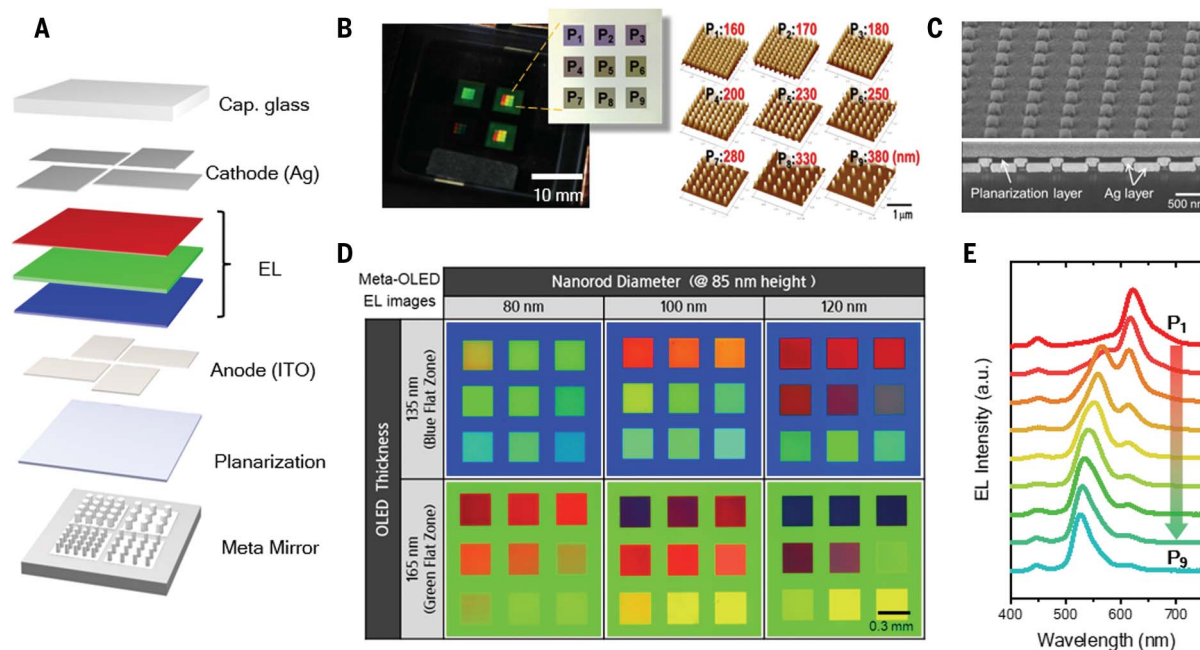 A
Cap. glass
Cathode (Ag)
EL
Anode (ITO)
Planarization
Meta Mirror
B
10 mm
P1 P2 P3
P4 P5 P6
P7 P8 P9
P1:160 P2:170 P3:180
P4:200 P5:230 P6:250
P7:280 P8:330 P9:380 (nm)
1 μm
C
Planarization layer
Ag layer
500 nm
D
Meta-OLED
EL images
Nanorod Diameter (@ 85 nm height)
80 nm 100 nm 120 nm
OLED Thickness
135 nm
(Blue Flat Zone)
165 nm
(Green Flat Zone)
0.3 mm
E
EL Intensity (a.u.)
P1
P9
400 500 600 700
Wavelength (nm)